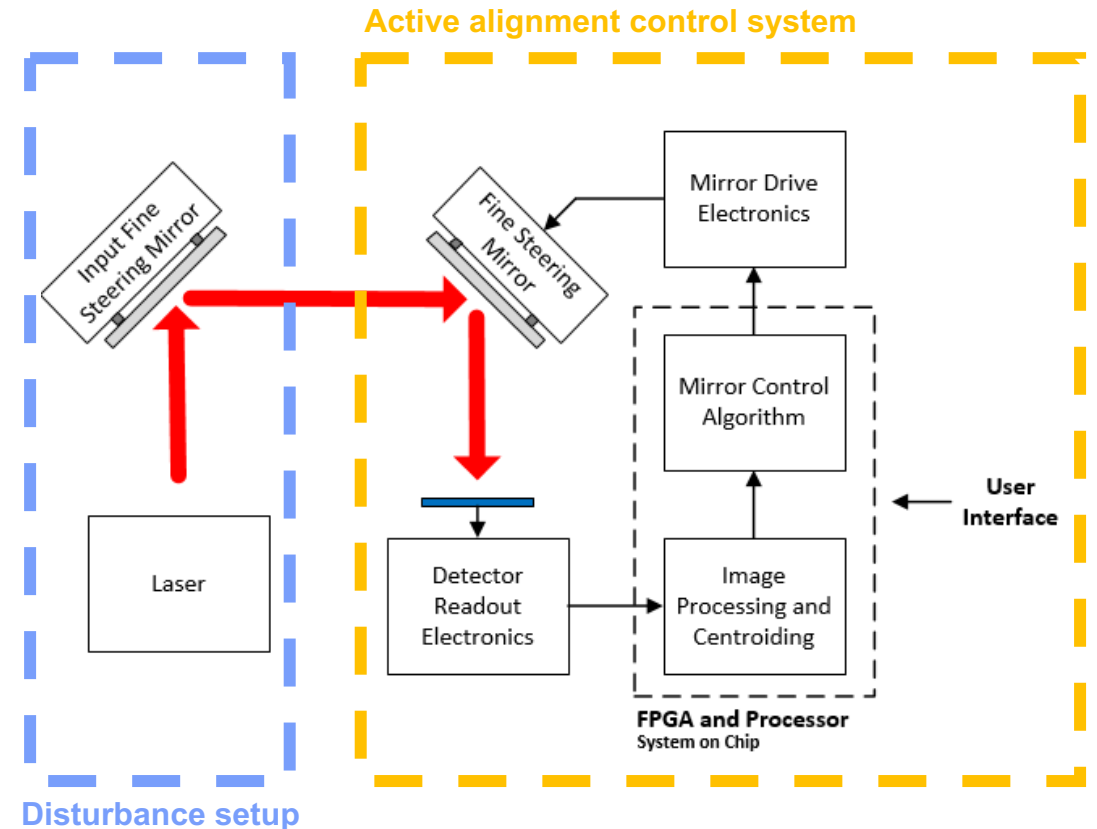 Active alignment control system
Input Fine
Steering Mirror
Fine Steering
Mirror
Mirror Drive
Electronics
Mirror Control
Algorithm
User
Interface
Laser
Detector
Readout
Electronics
Image
Processing and
Centroiding
FPGA and Processor
System on Chip
Disturbance setup